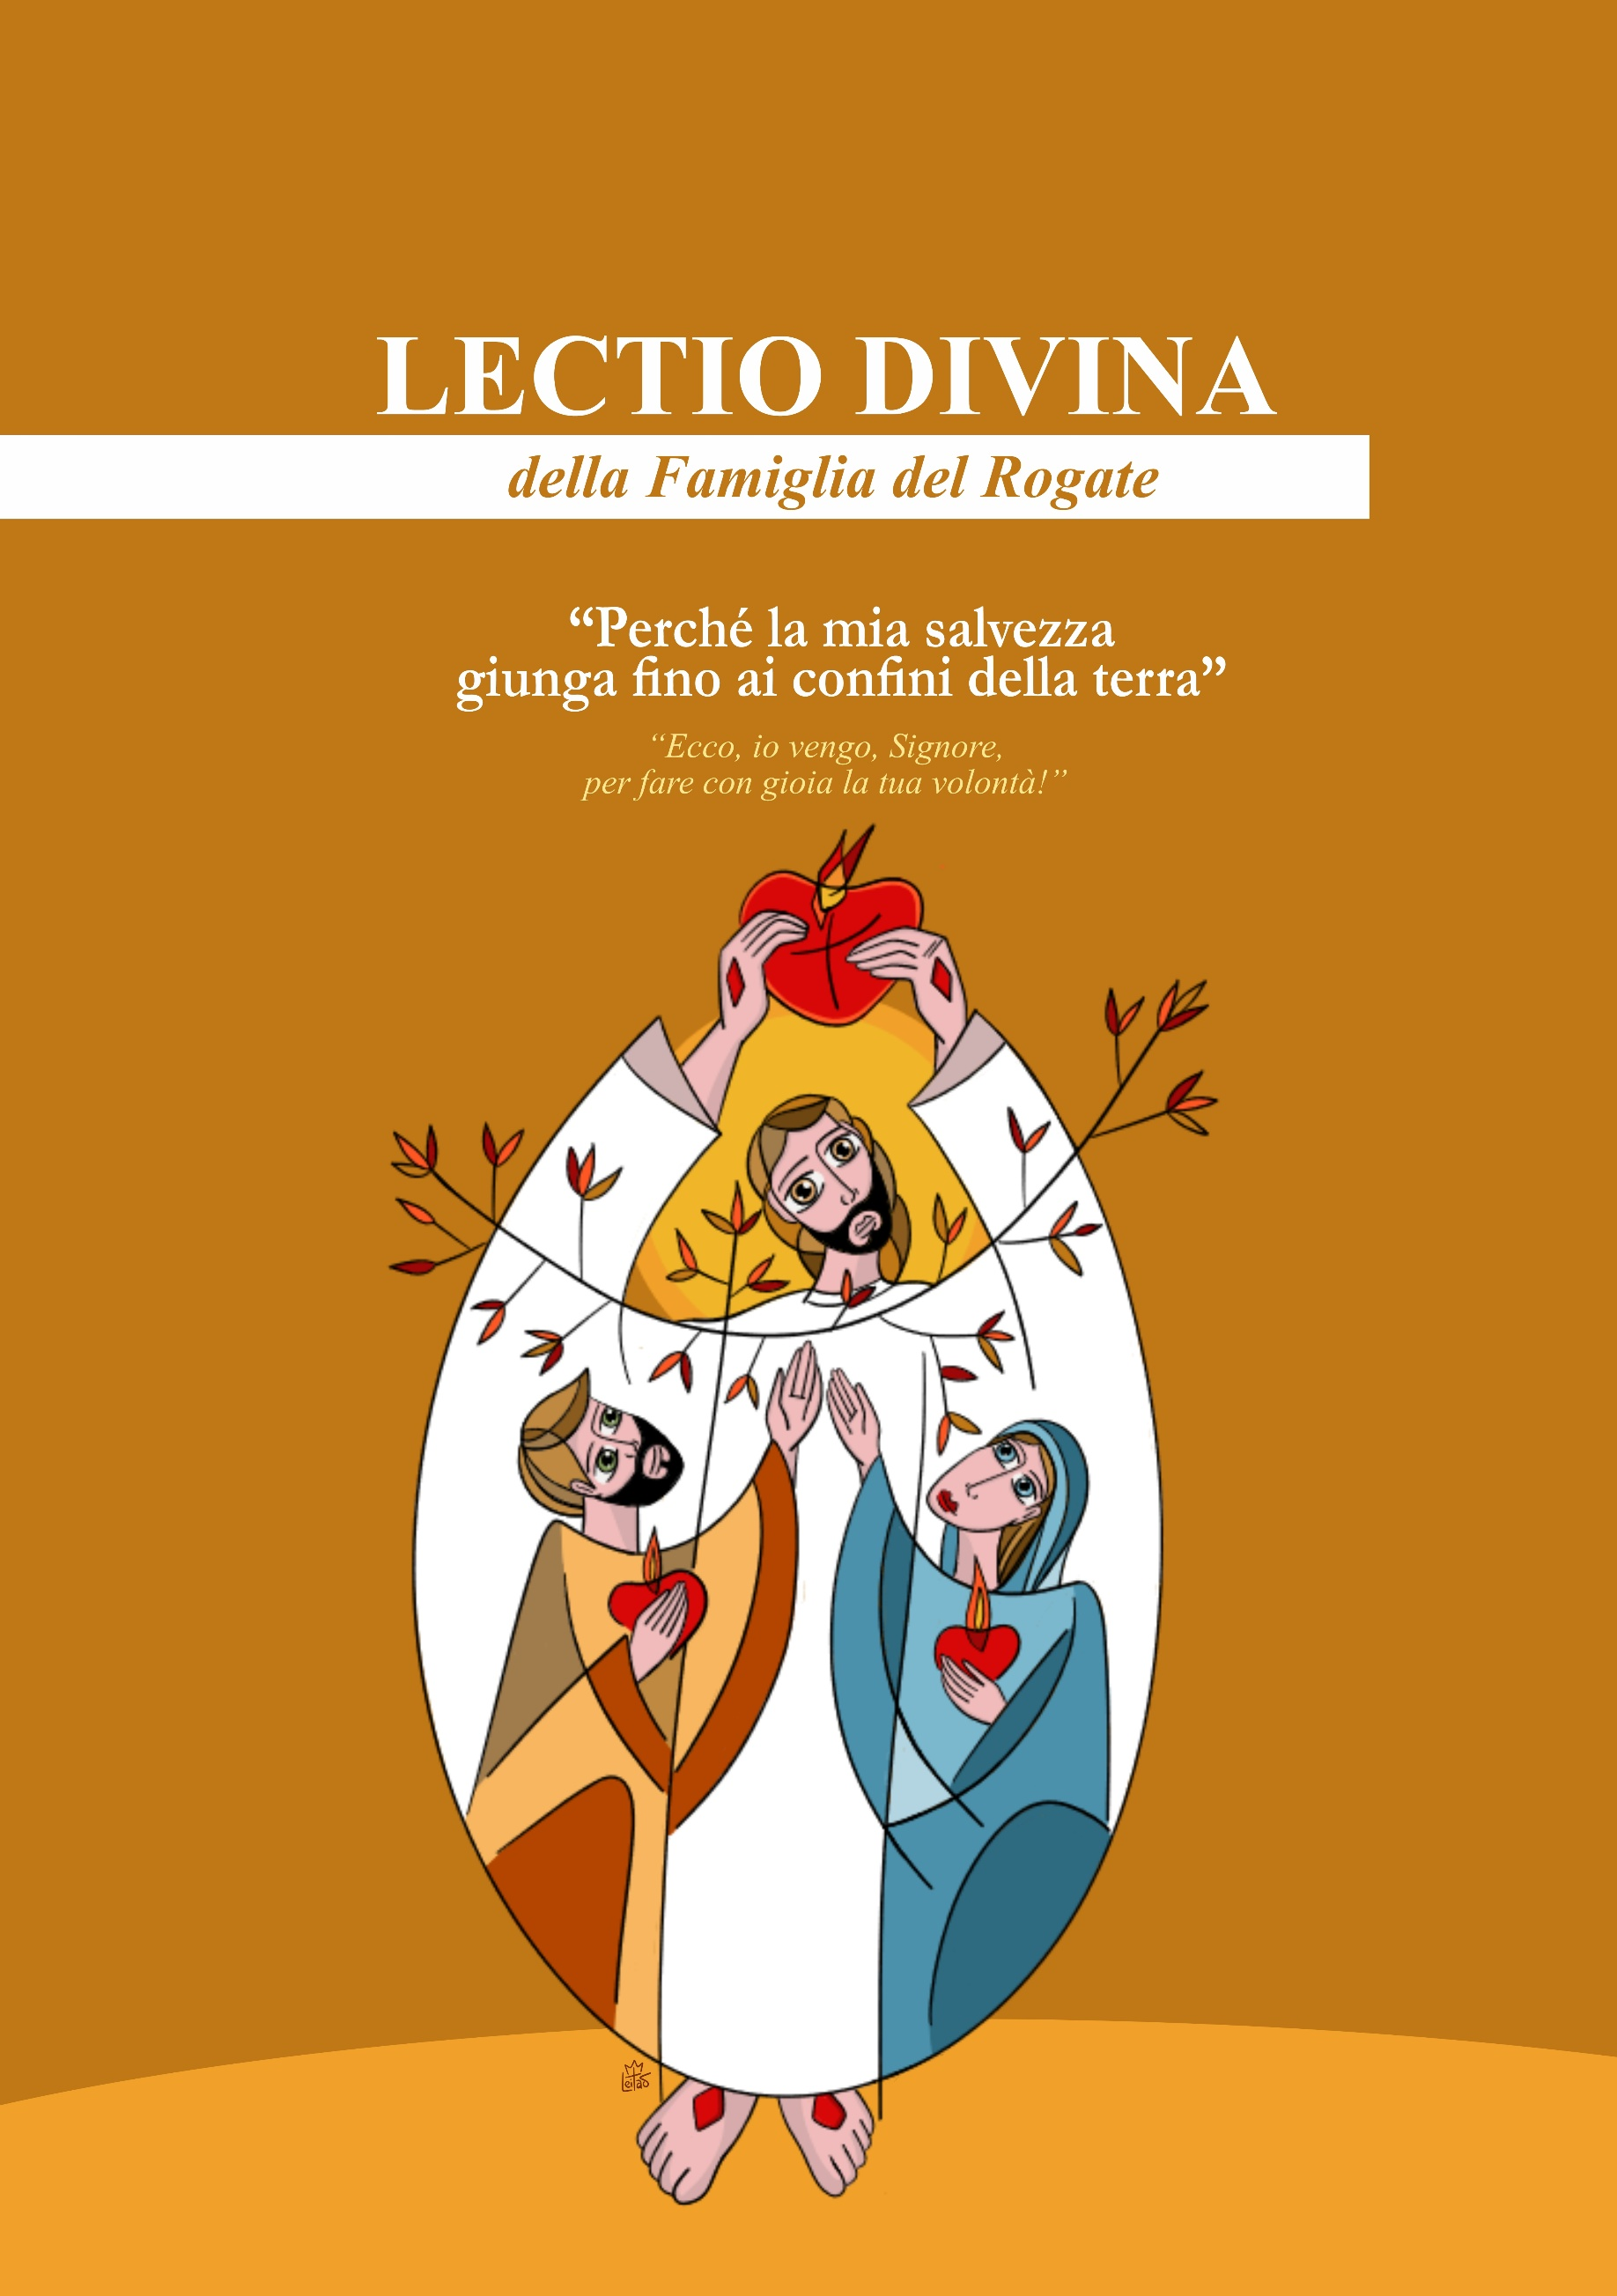 LECTIO DIVINA
della Famiglia del Rogate
“Perché la mia salvezza
giunga fino ai confini della terra”
“Ecco, io vengo, Signore,
per fare con gioia la tua volontà!”
Leitão